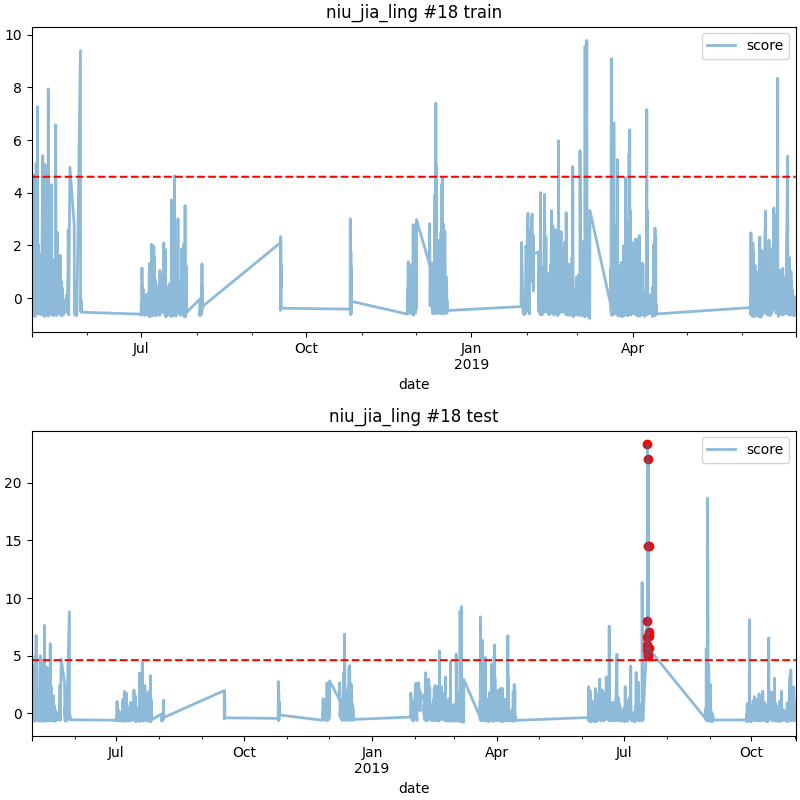 niu_jia_ling #18 train
score
10
8
6
4
2
0
Jul
Oct
Jan
2019
Apr
date
niu_jia_ling #18 test
score
20
15
10
5
0
Jul
Oct
Jan
2019
Apr
Jul
Oct
date